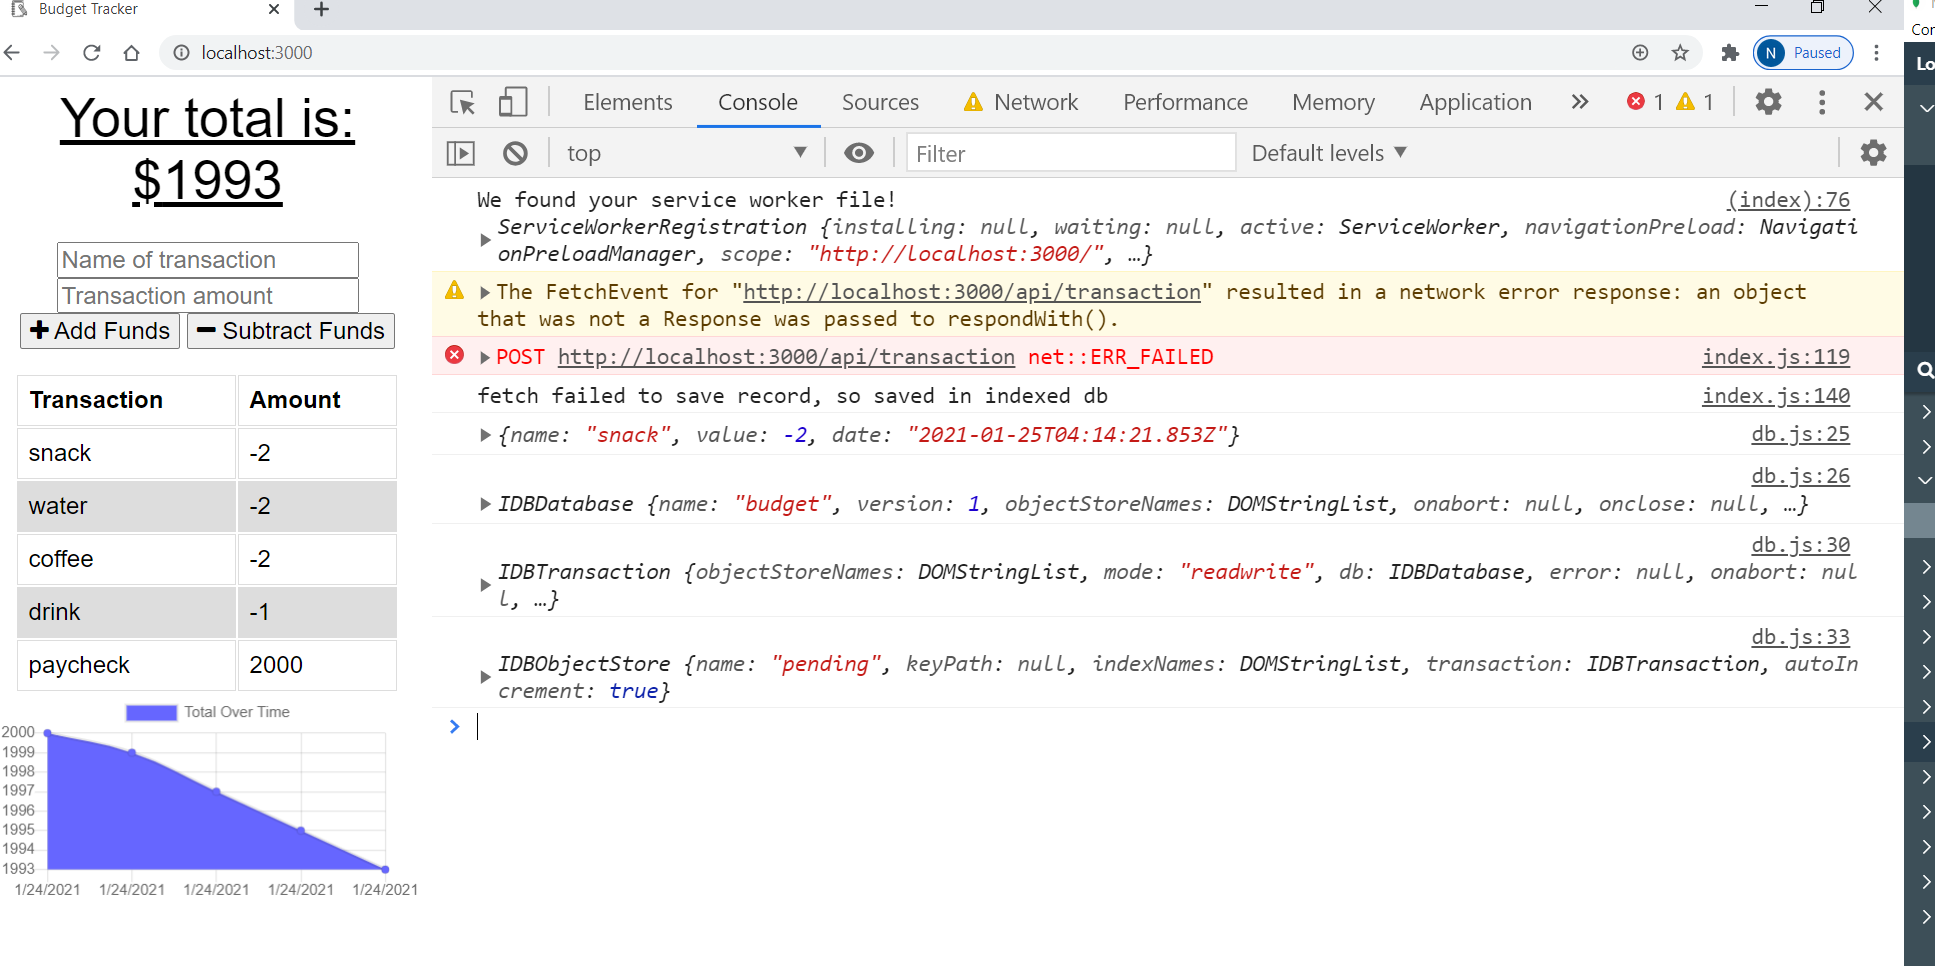 Budget Tracker
localhost:3000
N Paused
Your total is:
$1993
Name of transaction
Transaction amount
Add Funds Subtract Funds
Transaction Amount
snack -2
water -2
coffee -2
drink -1
paycheck 2000
Total Over Time
2000
1999
1998
1997
1996
1995
1994
1993
1/24/2021 1/24/2021 1/24/2021 1/24/2021 1/24/2021
Elements Console Sources Network Performance Memory Application 1 1
top Filter Default levels
We found your service worker file! (index):76
ServiceWorkerRegistration {installing: null, waiting: null, active: ServiceWorker, navigationPreload: Navigati
onPreloadManager, scope: "http://localhost:3000/", …}
The FetchEvent for "http://localhost:3000/api/transaction" resulted in a network error response: an object
that was not a Response was passed to respondWith().
POST http://localhost:3000/api/transaction net::ERR_FAILED index.js:119
fetch failed to save record, so saved in indexed db index.js:140
{name: "snack", value: -2, date: "2021-01-25T04:14:21.853Z"} db.js:25
db.js:26
IDBDatabase {name: "budget", version: 1, objectStoreNames: DOMStringList, onabort: null, onclose: null, …}
db.js:30
IDBTransaction {objectStoreNames: DOMStringList, mode: "readwrite", db: IDBDatabase, error: null, onabort: nul
l, …}
db.js:33
IDBObjectStore {name: "pending", keyPath: null, indexNames: DOMStringList, transaction: IDBTransaction, autoIn
crement: true}
Cor
Lo